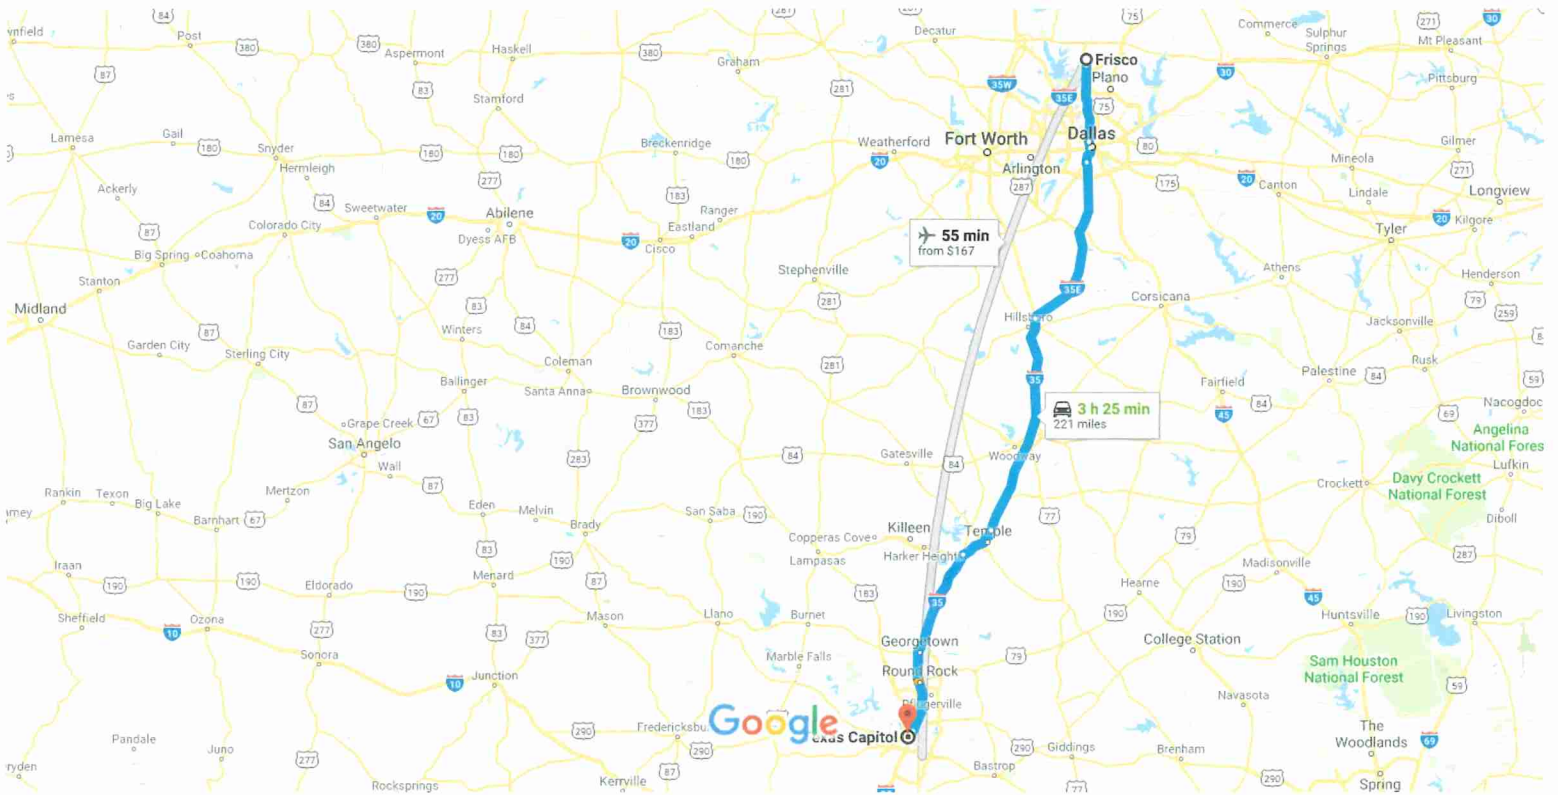 Post
Aspermont
Haskell
Graham
Decatur
Commerce
Sulphur
Springs
Mt Pleasant
Frisco
Plano
Pittsburg
Stamford
Lamesa
Gail
Snyder
Hermleigh
Breckenridge
Weatherford
Fort Worth
Dallas
Arlington
Mineola
Gilmer
Ackerly
Colorado City
Sweetwater
Abilene
Dyess AFB
Ranger
Eastland
Cisco
Canton
Lindale
Longview
Kilgore
Tyler
55 min
from $167
Big Spring
Coahoma
Stanton
Stephenville
Athens
Henderson
Midland
Corsicana
Hillsboro
Jacksonville
Garden City
Sterling City
Winters
Coleman
Comanche
Rusk
Palestine
Ballinger
Santa Anna
Brownwood
Fairfield
3 h 25 min
221 miles
Nacogdoc
Grape Creek
San Angelo
Wall
Gatesville
Woodway
Angelina
National Fores
Lufkin
Crockett
Davy Crockett
National Forest
Diboll
Rankin
Texon
Big Lake
Mertzon
Barnhart
Eden
Melvin
Brady
San Saba
Killeen
Temple
Copperas Cove
Harker Heights
Lampasas
Iraan
Eldorado
Menard
Hearne
Madisonville
Sheffield
Ozona
Mason
Llano
Burnet
Huntsville
Livingston
Georgetown
College Station
Sonora
Junction
Marble Falls
Round Rock
Sam Houston
National Forest
Pflugerville
Navasota
Google
exas Capitol
Fredericksbu
Pandale
Juno
Giddings
Brenham
The
Woodlands
Bastrop
Rocksprings
Kerrville
Spring